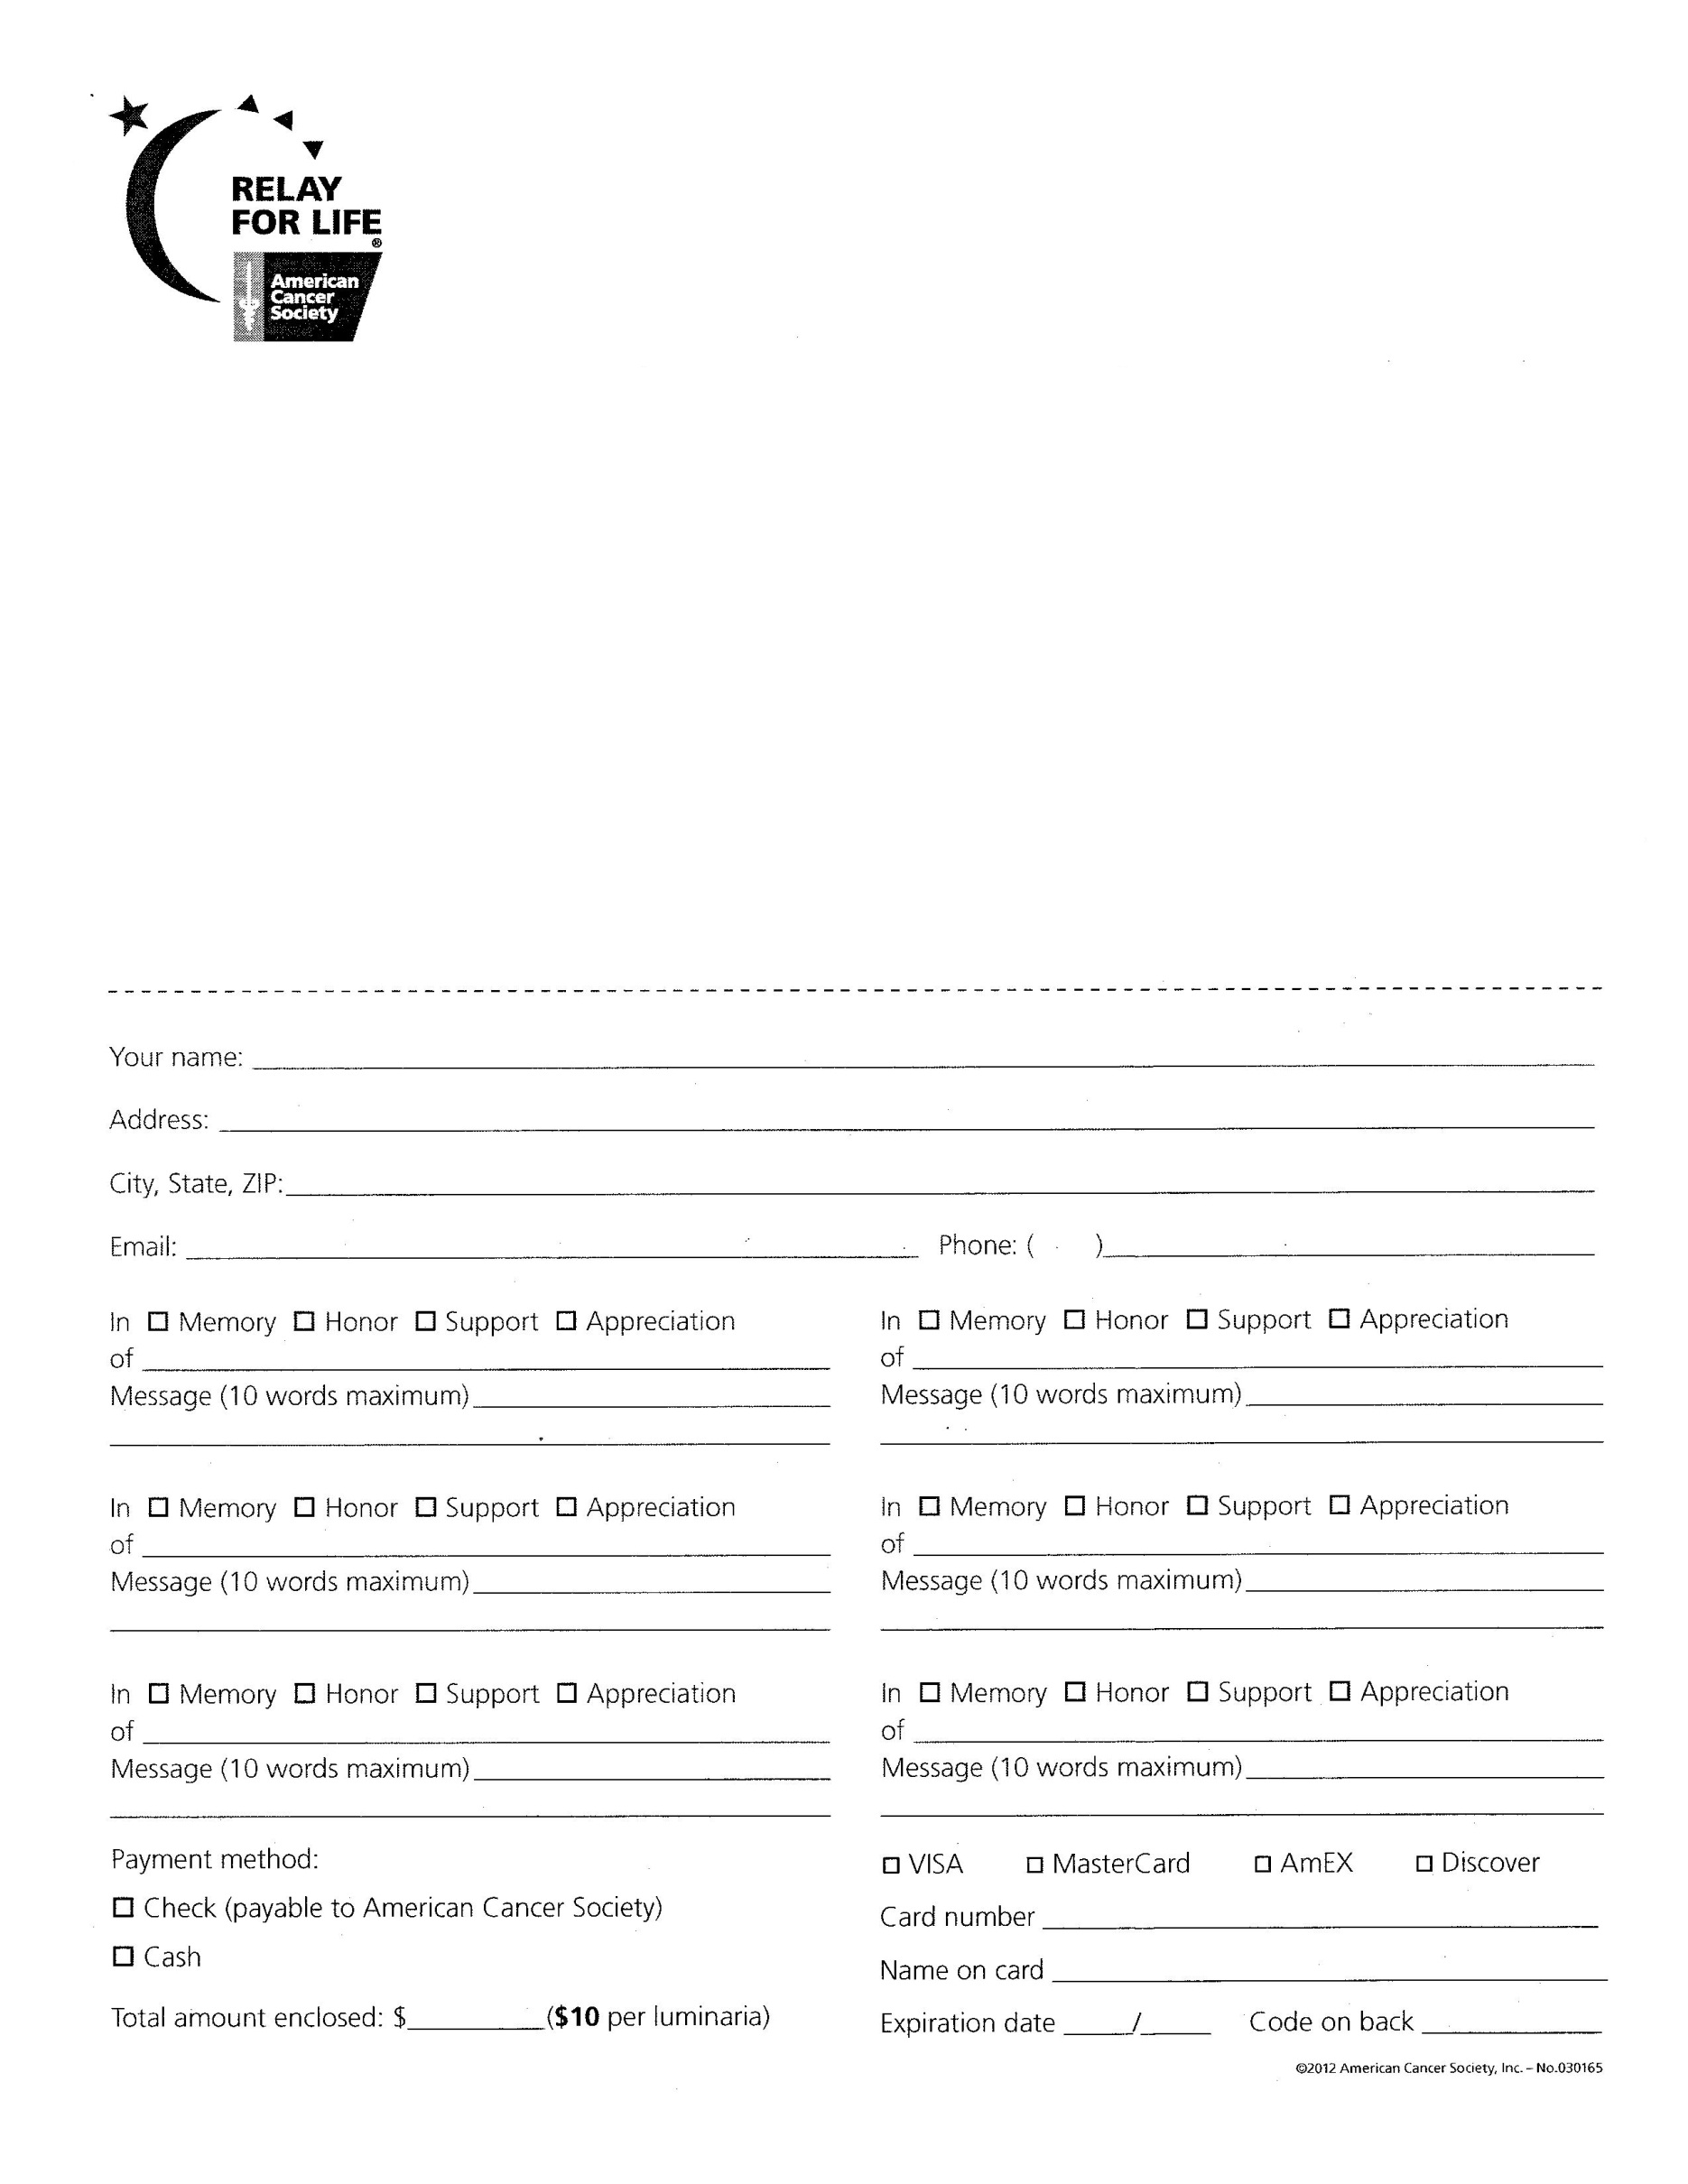 RELAY
FOR LIFE®
American
Cancer
Society
Your name:
Address:
City, State, ZIP:
Email: Phone: ( )
In □ Memory □ Honor □ Support □ Appreciation
of
Message (10 words maximum)
In □ Memory □ Honor □ Support □ Appreciation
of
Message (10 words maximum)
In □ Memory □ Honor □ Support □ Appreciation
of
Message (10 words maximum)
In □ Memory □ Honor □ Support □ Appreciation
of
Message (10 words maximum)
In □ Memory □ Honor □ Support □ Appreciation
of
Message (10 words maximum)
In □ Memory □ Honor □ Support □ Appreciation
of
Message (10 words maximum)
Payment method:
□ Check (payable to American Cancer Society)
□ Cash
Total amount enclosed: $ ($10 per luminaria)
□ VISA □ MasterCard □ AmEX □ Discover
Card number
Name on card
Expiration date / Code on back
©2012 American Cancer Society, Inc. – No.030165